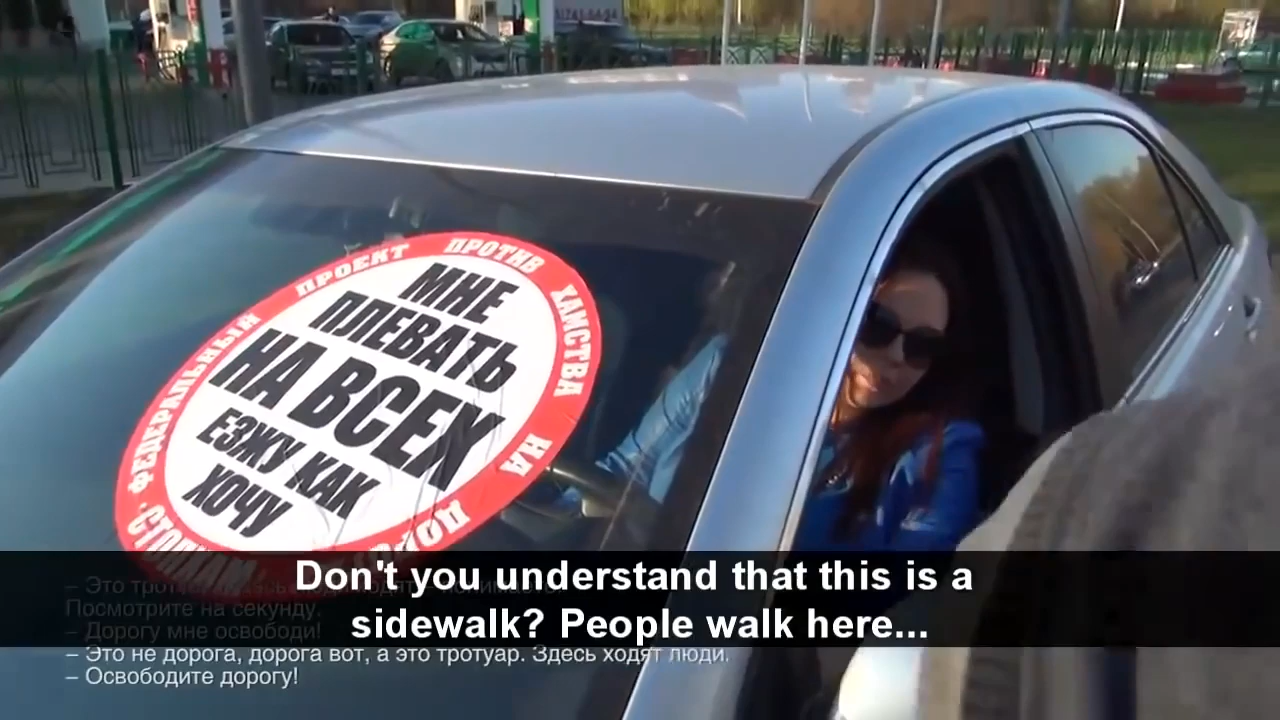 ФЕДЕРАЛЬНЫЙ ПРОЕКТ ПРОТИВ ХАМСТВА НА
СТОПХАМ
МНЕ
ПЛЕВАТЬ
НА ВСЕХ
ЕЗЖУ КАК
ХОЧУ
Don't you understand that this is a
sidewalk? People walk here...
– Это
Посмотрите на секунду.
– Дорогу мне освободи!
– Это не дорога, дорога вот, а это тротуар. Здесь ходят люди.
– Освободите дорогу!